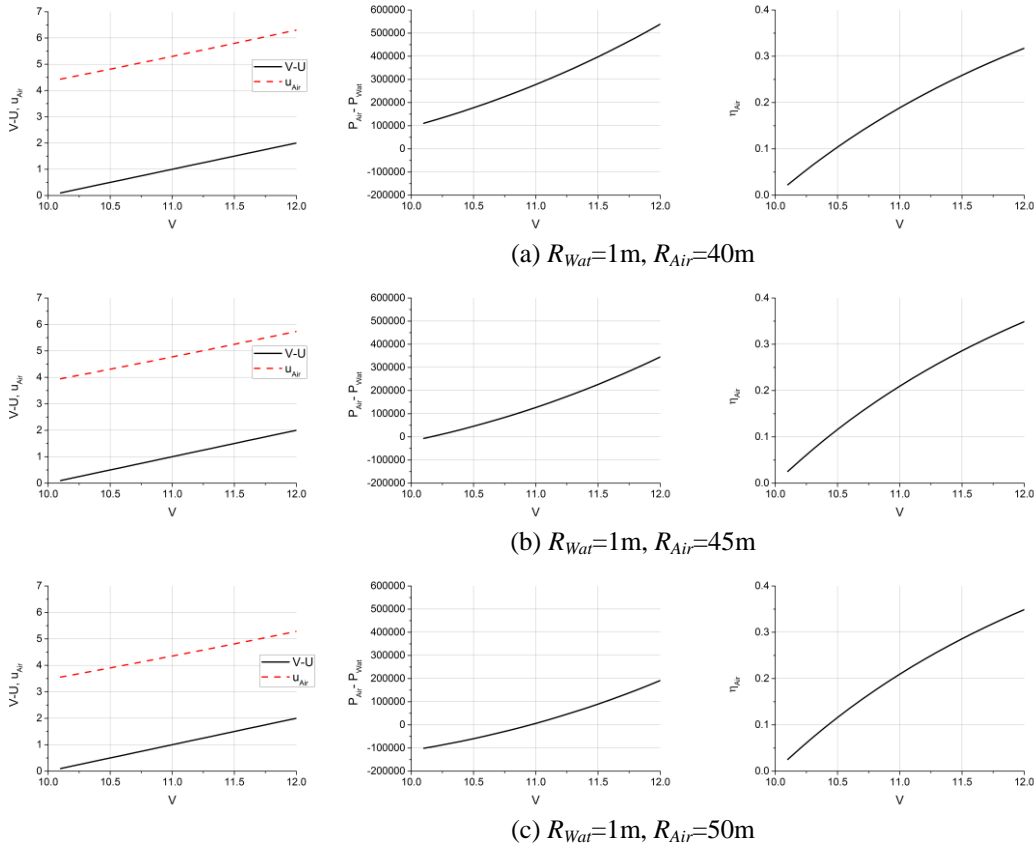 7
6
5
4
3
2
1
0
V-U, u_Air
10.0 10.5 11.0 11.5 12.0
V
V-U
u_Air
600000
500000
400000
300000
200000
100000
0
-100000
-200000
P_Air- P_Wat
10.0 10.5 11.0 11.5 12.0
V
0.4
0.3
0.2
0.1
0.0
η_Air
10.0 10.5 11.0 11.5 12.0
V
(a) R_Wat=1m, R_Air=40m
7
6
5
4
3
2
1
0
V-U, u_Air
10.0 10.5 11.0 11.5 12.0
V
V-U
u_Air
600000
500000
400000
300000
200000
100000
0
-100000
-200000
P_Air- P_Wat
10.0 10.5 11.0 11.5 12.0
V
0.4
0.3
0.2
0.1
0.0
η_Air
10.0 10.5 11.0 11.5 12.0
V
(b) R_Wat=1m, R_Air=45m
7
6
5
4
3
2
1
0
V-U, u_Air
10.0 10.5 11.0 11.5 12.0
V
V-U
u_Air
600000
500000
400000
300000
200000
100000
0
-100000
-200000
P_Air- P_Wat
10.0 10.5 11.0 11.5 12.0
V
0.4
0.3
0.2
0.1
0.0
η_Air
10.0 10.5 11.0 11.5 12.0
V
(c) R_Wat=1m, R_Air=50m